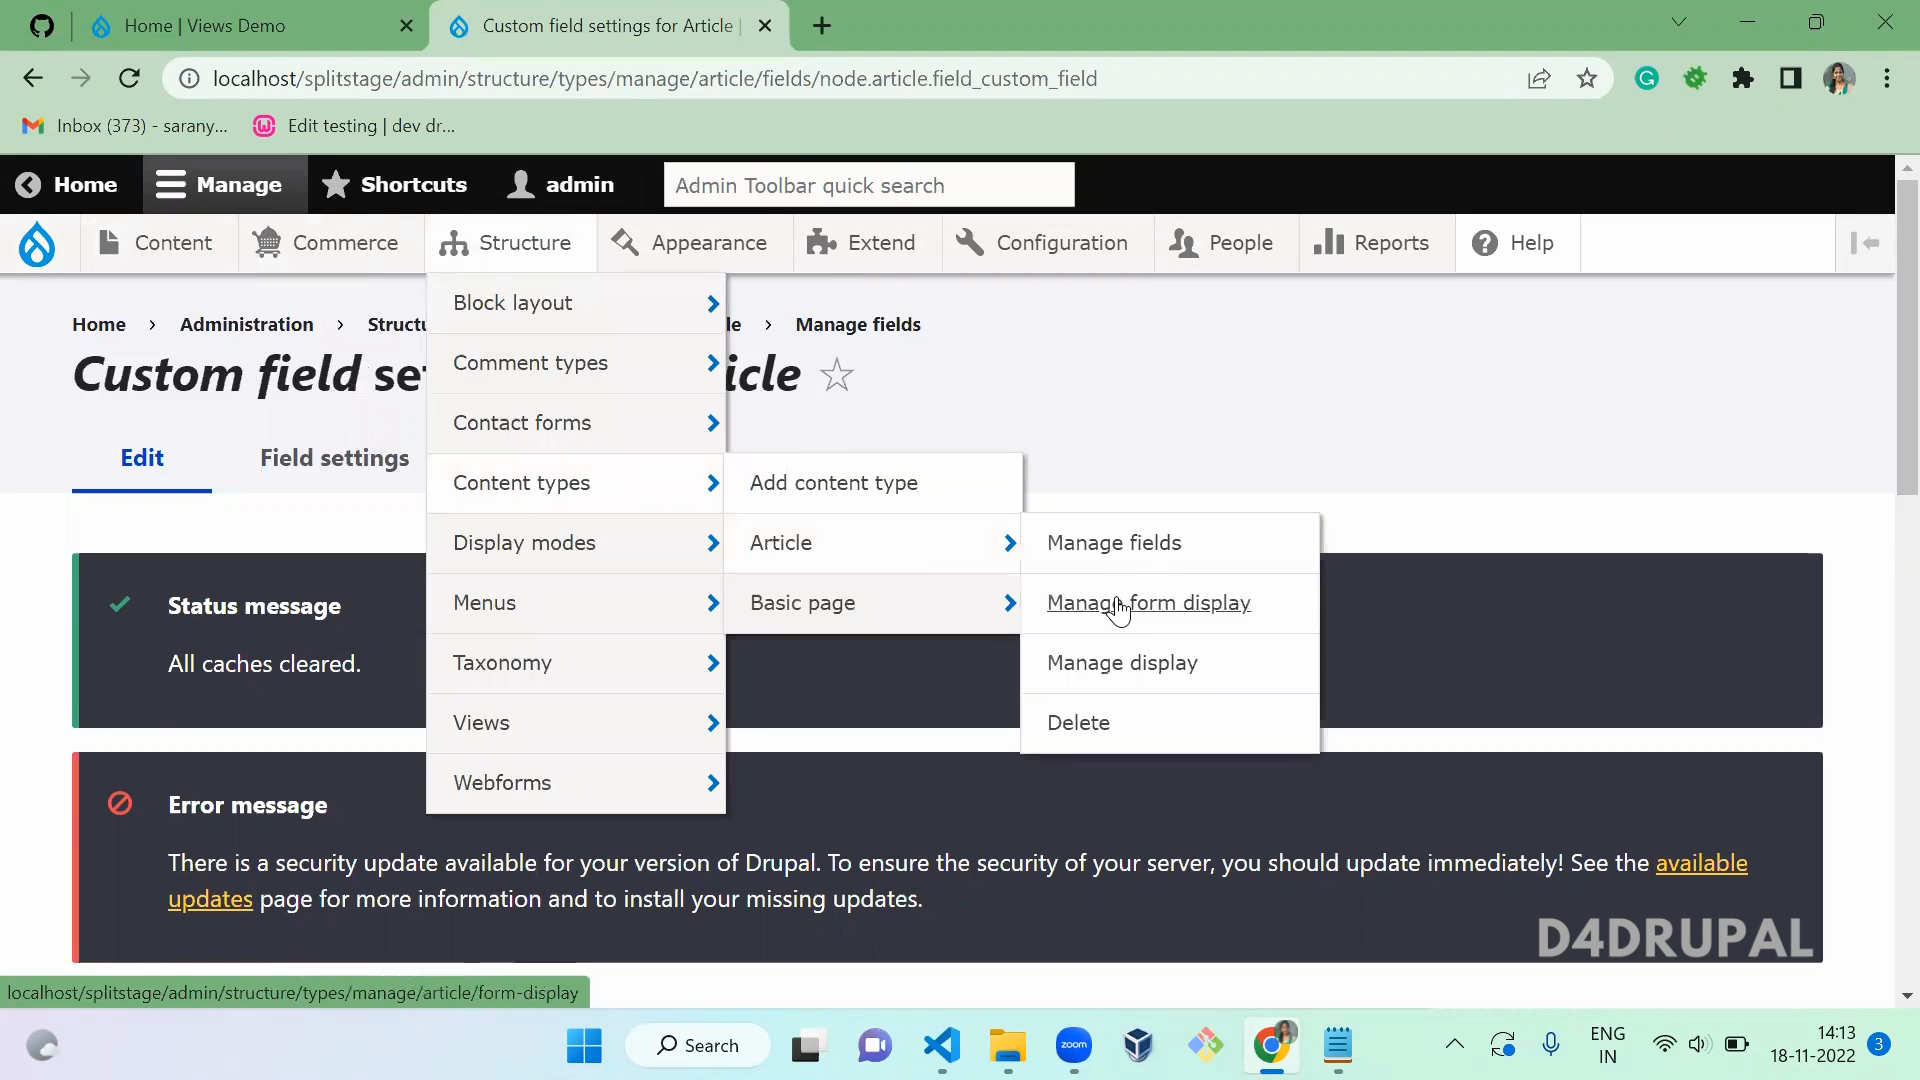 Home | Views Demo
Custom field settings for Article |
localhost/splitstage/admin/structure/types/manage/article/fields/node.article.field_custom_field
Inbox (373) - sarany...
Edit testing | dev dr...
Home
Manage
Shortcuts
admin
Admin Toolbar quick search
Content
Commerce
Structure
Appearance
Extend
Configuration
People
Reports
Help
Home > Administration > Structu
le > Manage fields
Custom field se
icle
Edit
Field settings
Block layout
Comment types
Contact forms
Content types
Display modes
Menus
Taxonomy
Views
Webforms
Add content type
Article
Basic page
Manage fields
Manage form display
Manage display
Delete
Status message
All caches cleared.
Error message
There is a security update available for your version of Drupal. To ensure the security of your server, you should update immediately! See the available
updates page for more information and to install your missing updates.
D4DRUPAL
localhost/splitstage/admin/structure/types/manage/article/form-display
Search
zoom
ENG
IN
14:13
18-11-2022
3